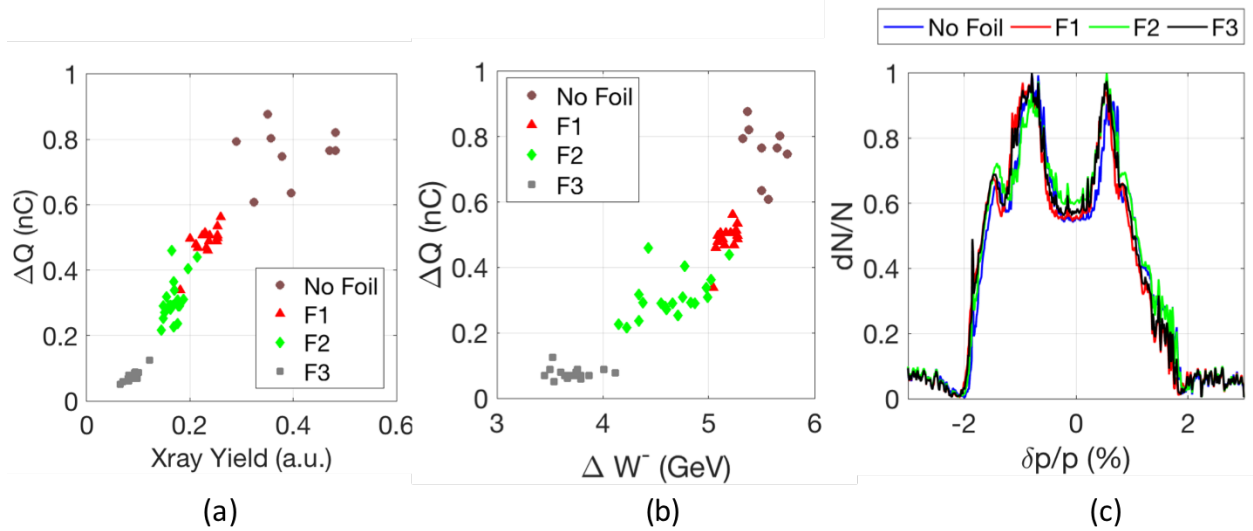 No Foil F1 F2 F3
1
0.8
0.6
0.4
0.2
0
ΔQ (nC)
0 0.2 0.4 0.6
Xray Yield (a.u.)
No Foil
F1
F2
F3
(a)
1
0.8
0.6
0.4
0.2
0
ΔQ (nC)
3 4 5 6
Δ W⁻ (GeV)
No Foil
F1
F2
F3
(b)
1
0.8
0.6
0.4
0.2
0
dN/N
-2 0 2
δp/p (%)
(c)